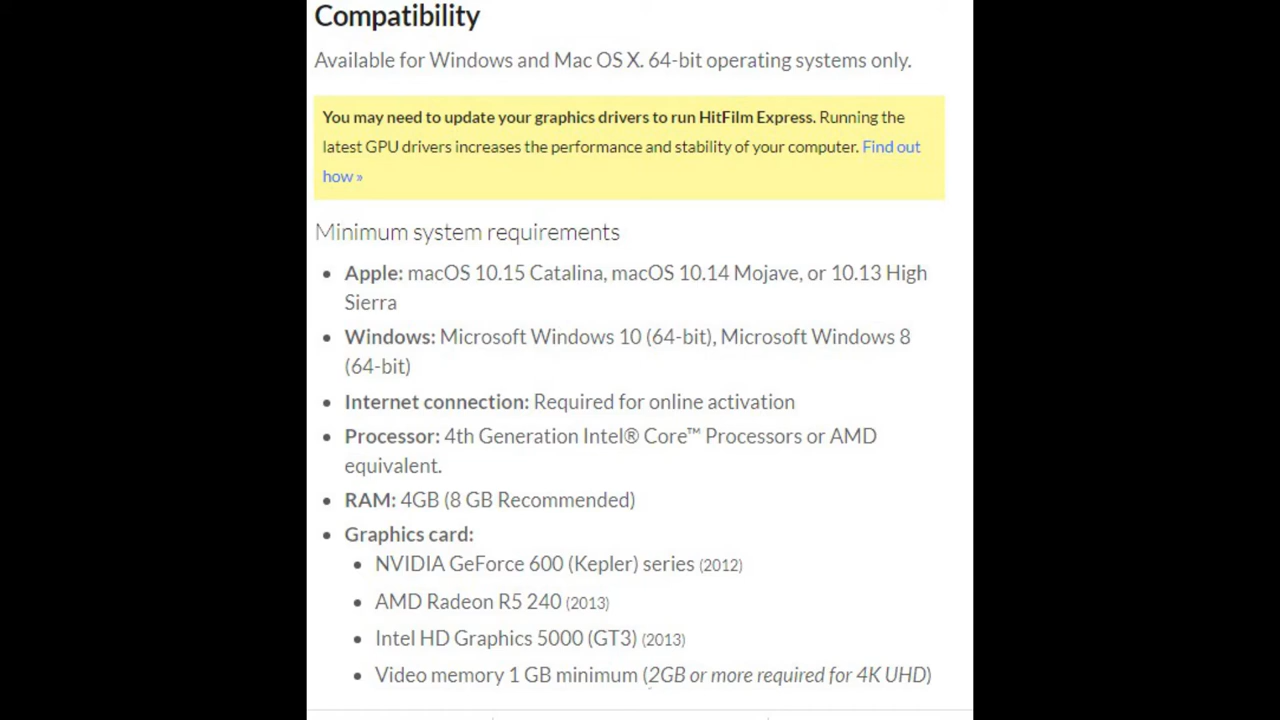 Compatibility
Available for Windows and Mac OS X. 64-bit operating systems only.
You may need to update your graphics drivers to run HitFilm Express. Running the
latest GPU drivers increases the performance and stability of your computer. Find out
how »
Minimum system requirements
• Apple: macOS 10.15 Catalina, macOS 10.14 Mojave, or 10.13 High
Sierra
• Windows: Microsoft Windows 10 (64-bit), Microsoft Windows 8
(64-bit)
• Internet connection: Required for online activation
• Processor: 4th Generation Intel® Core™ Processors or AMD
equivalent.
• RAM: 4GB (8 GB Recommended)
• Graphics card:
• NVIDIA GeForce 600 (Kepler) series (2012)
• AMD Radeon R5 240 (2013)
• Intel HD Graphics 5000 (GT3) (2013)
• Video memory 1 GB minimum (2GB or more required for 4K UHD)